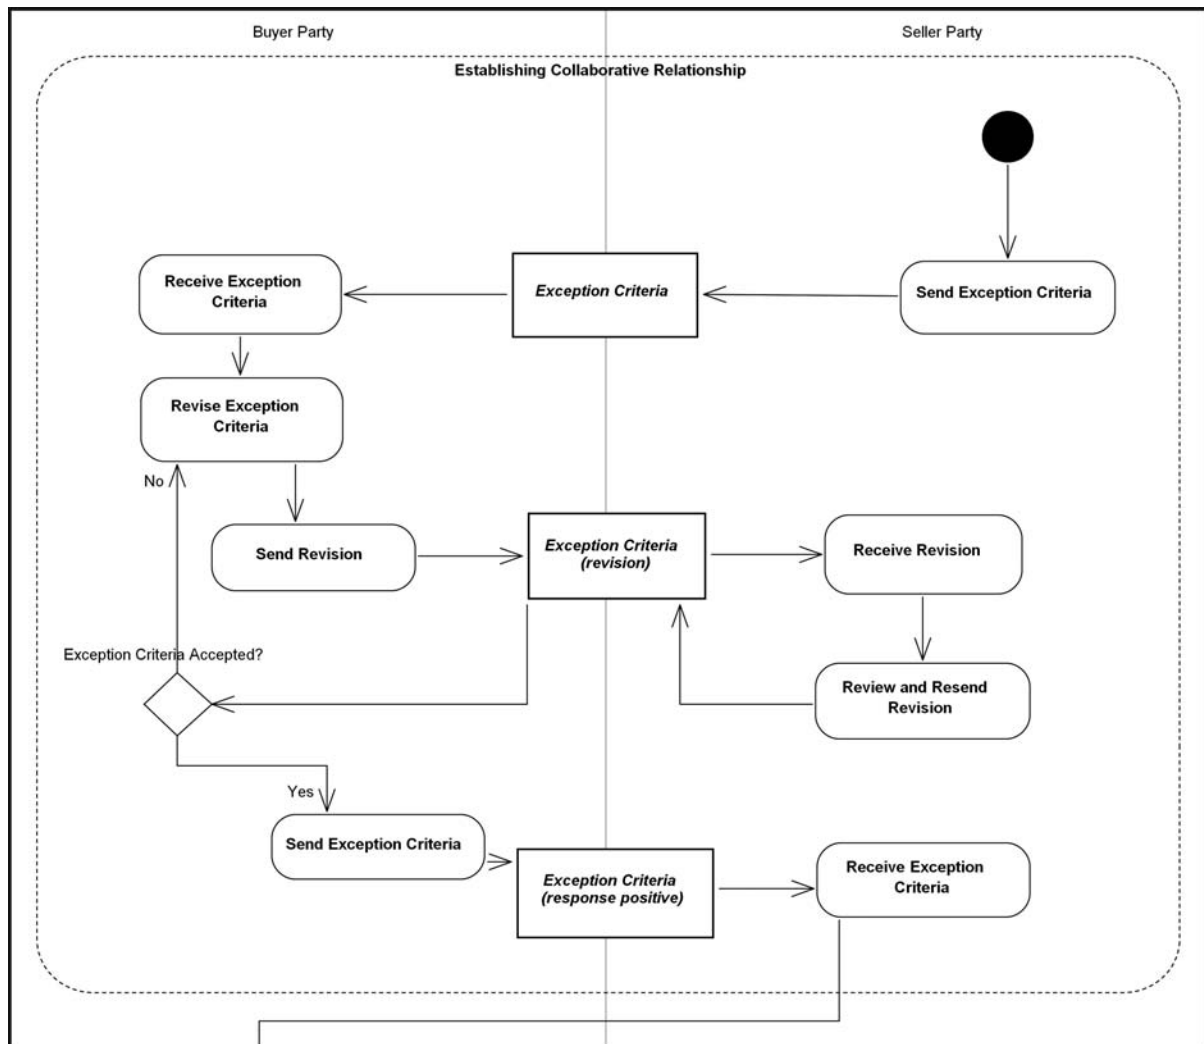 Buyer Party
Seller Party
Establishing Collaborative Relationship
Receive Exception
Criteria
Exception Criteria
Send Exception Criteria
Revise Exception
Criteria
No
Send Revision
Exception Criteria
(revision)
Receive Revision
Exception Criteria Accepted?
Review and Resend
Revision
Yes
Send Exception Criteria
Exception Criteria
(response positive)
Receive Exception
Criteria